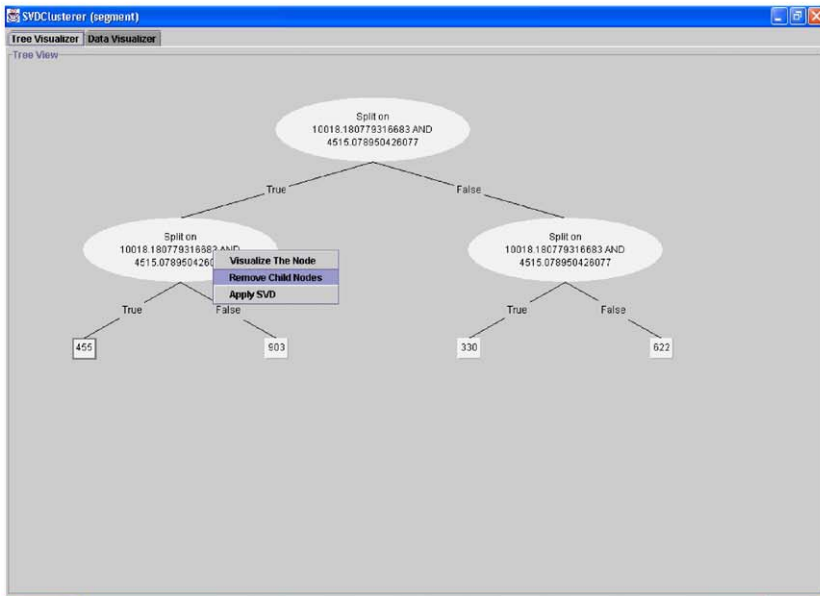 SVDClusterer (segment)
Tree Visualizer Data Visualizer
Tree View
Split on
10018.180779316683 AND
4515.078950426077
True
False
Split on
10018.180779316683 AND
4515.0789504260
Visualize The Node
Remove Child Nodes
Apply SVD
Split on
10018.180779316683 AND
4515.078950426077
True
False
True
False
455
903
330
622